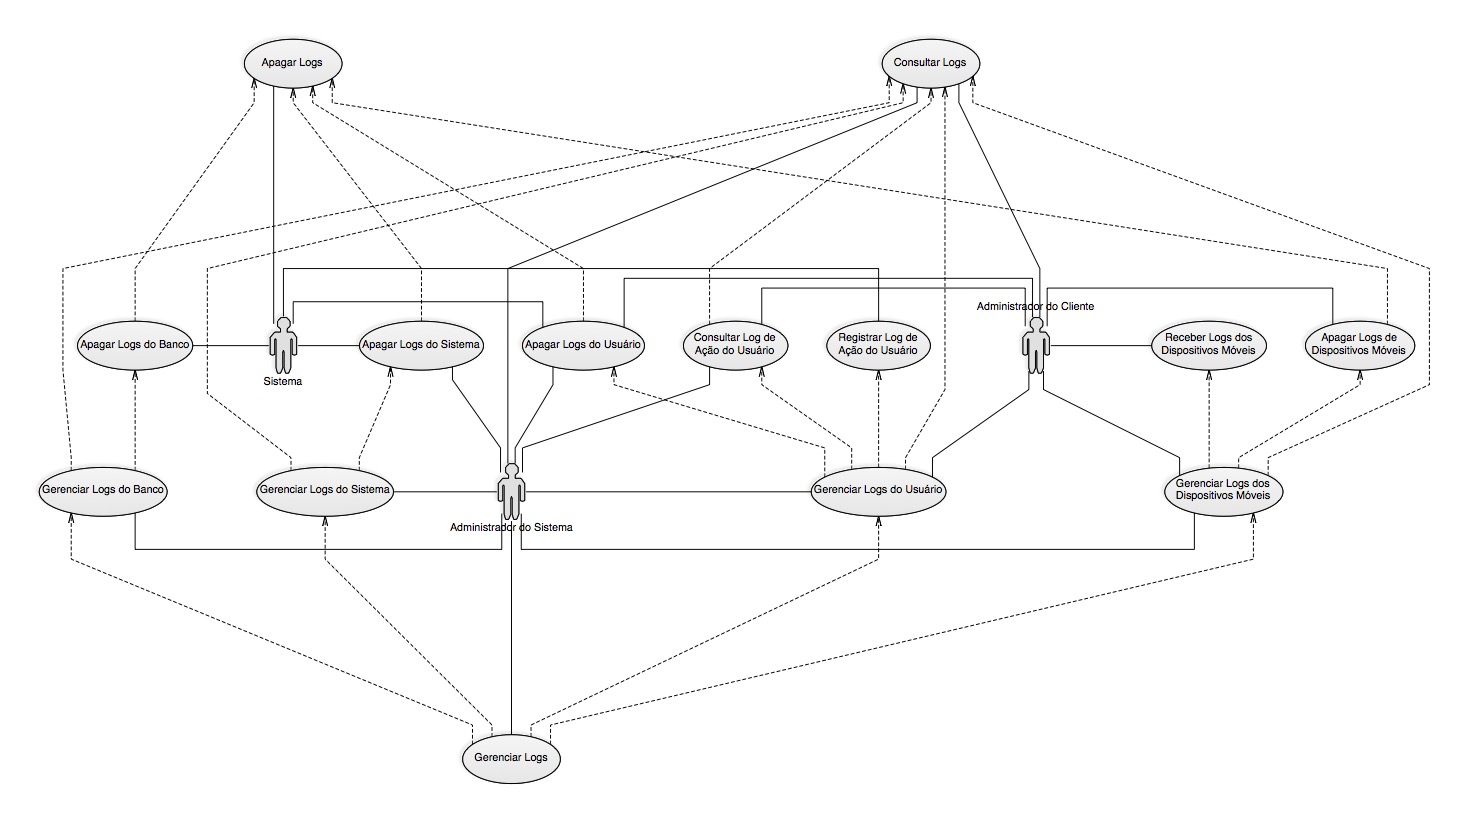 Apagar Logs
Consultar Logs
Administrador do Cliente
Apagar Logs do Banco
Sistema
Apagar Logs do Sistema
Apagar Logs do Usuário
Consultar Log de
Ação do Usuário
Registrar Log de
Ação do Usuário
Receber Logs dos
Dispositivos Móveis
Apagar Logs de
Dispositivos Móveis
Gerenciar Logs do Banco
Gerenciar Logs do Sistema
Administrador do Sistema
Gerenciar Logs do Usuário
Gerenciar Logs dos
Dispositivos Móveis
Gerenciar Logs